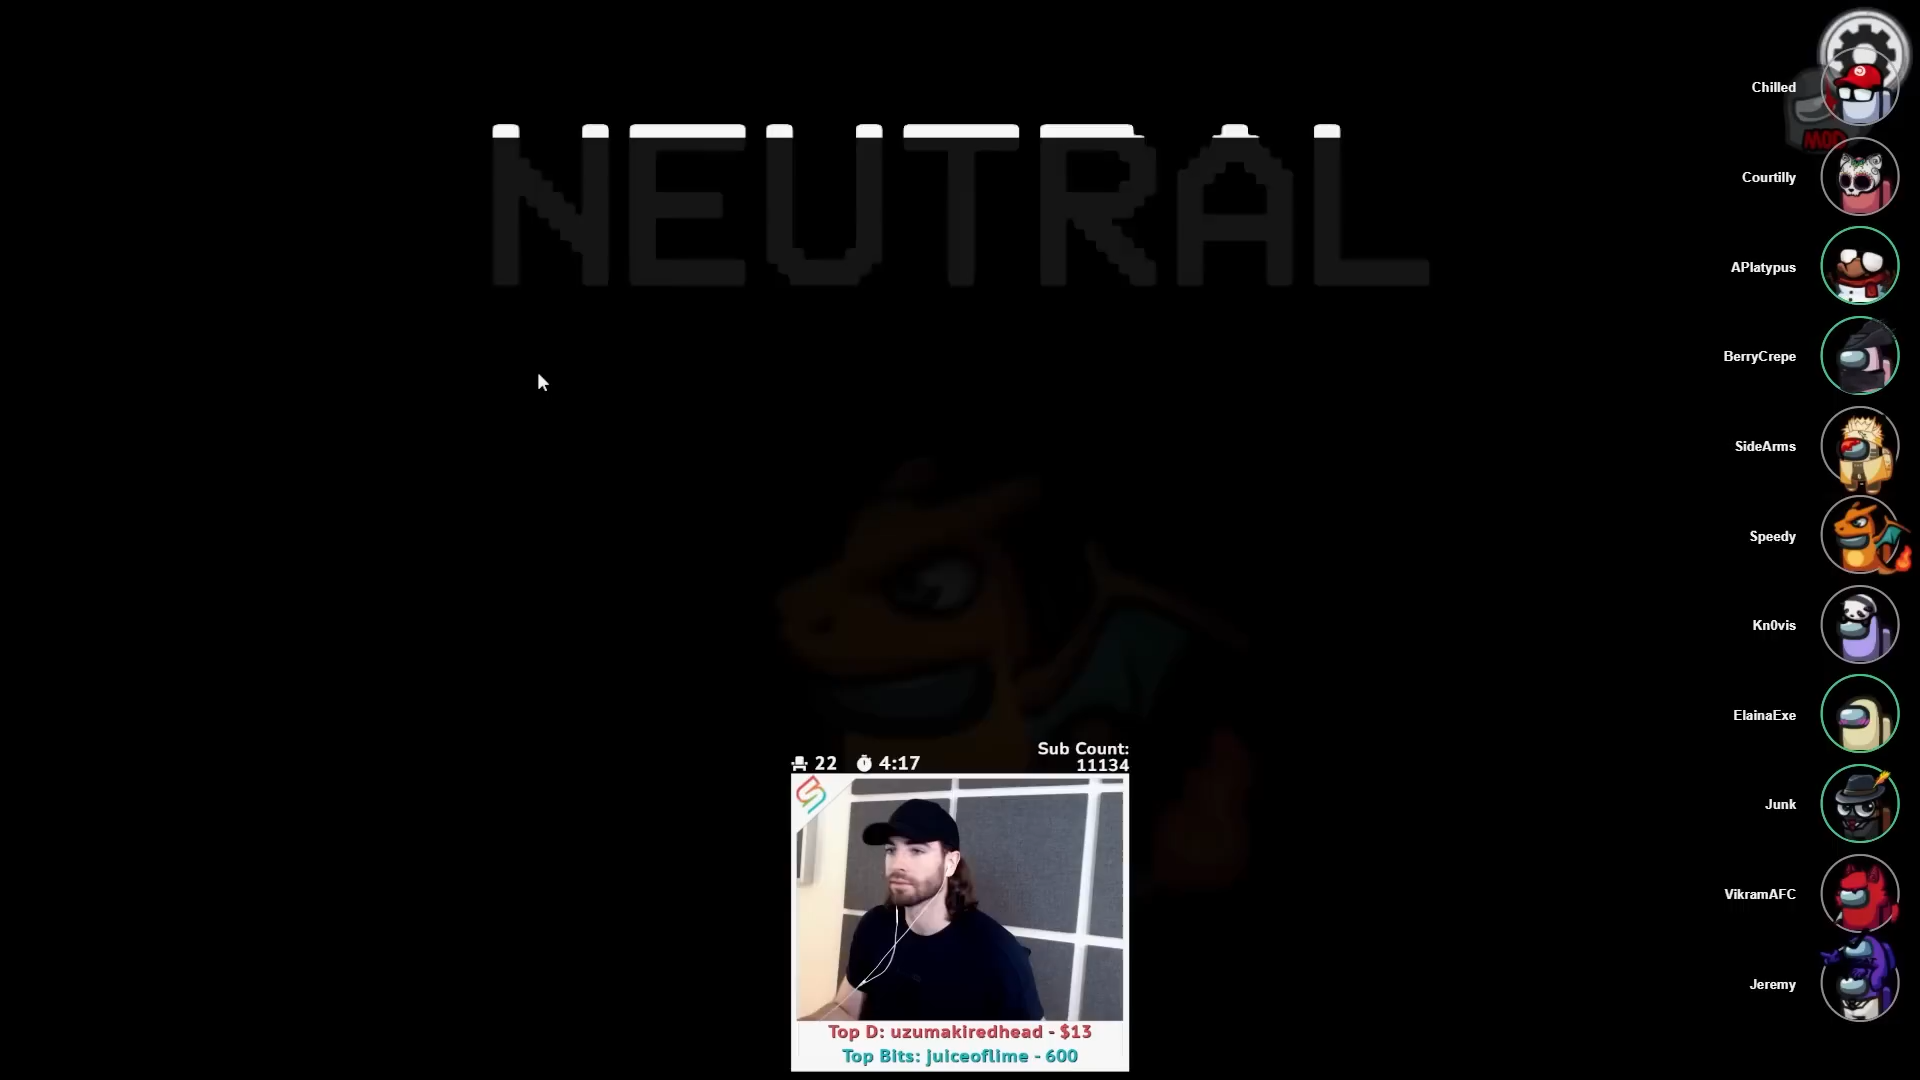 NEUTRAL
Chilled
MOD
Courtilly
APlatypus
BerryCrepe
SideArms
Speedy
Kn0vis
ElainaExe
Junk
VikramAFC
Jeremy
22 4:17
Sub Count:
11134
Top D: uzumakiredhead - $13
Top Bits: juiceoflime - 600